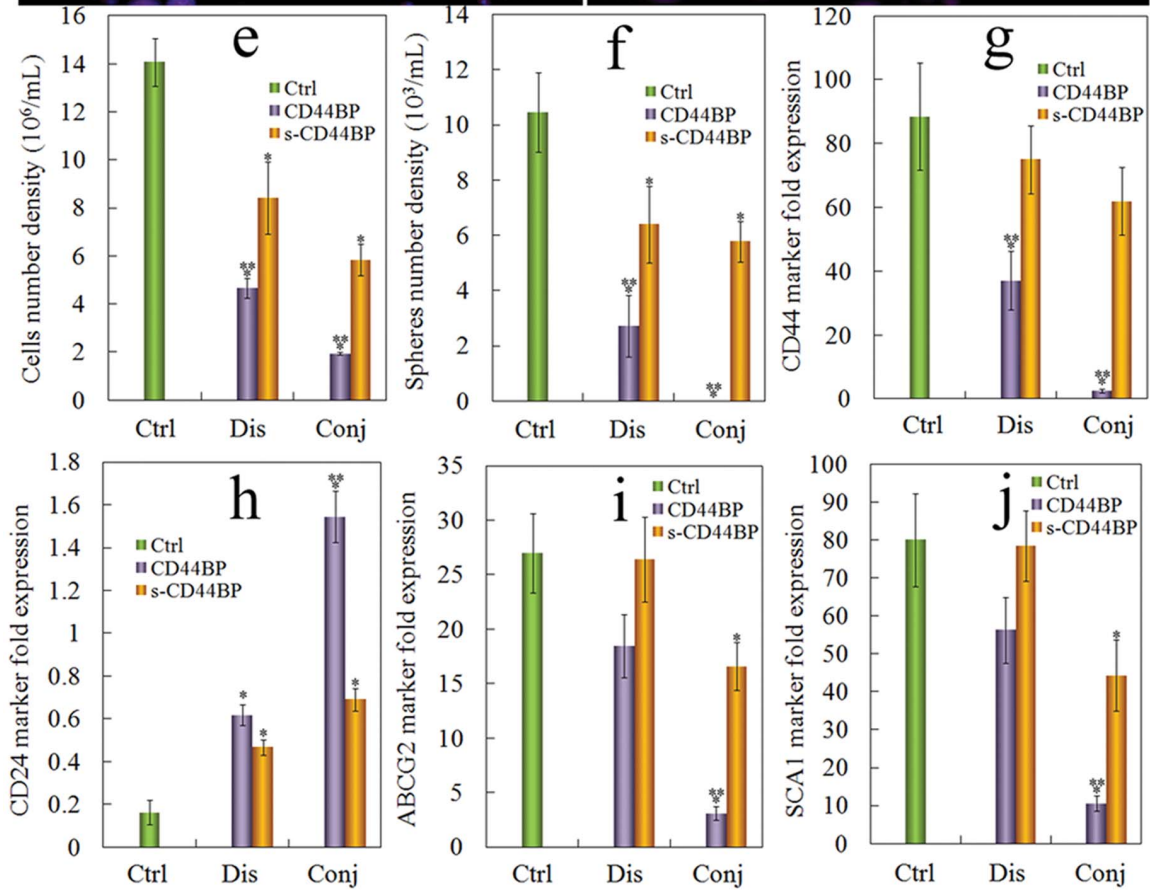 e
Cells number density (10⁶/mL)
16
14
12
10
8
6
4
2
0
Ctrl
CD44BP
s-CD44BP
*
***
*
***
Ctrl Dis Conj
f
Spheres number density (10³/mL)
14
12
10
8
6
4
2
0
Ctrl
CD44BP
s-CD44BP
*
***
*
***
Ctrl Dis Conj
g
CD44 marker fold expression
120
100
80
60
40
20
0
Ctrl
CD44BP
s-CD44BP
***
***
Ctrl Dis Conj
h
CD24 marker fold expression
1.8
1.6
1.4
1.2
1
0.8
0.6
0.4
0.2
0
Ctrl
CD44BP
s-CD44BP
***
*
*
*
Ctrl Dis Conj
i
ABCG2 marker fold expression
35
30
25
20
15
10
5
0
Ctrl
CD44BP
s-CD44BP
*
***
Ctrl Dis Conj
j
SCA1 marker fold expression
100
90
80
70
60
50
40
30
20
10
0
Ctrl
CD44BP
s-CD44BP
*
***
Ctrl Dis Conj